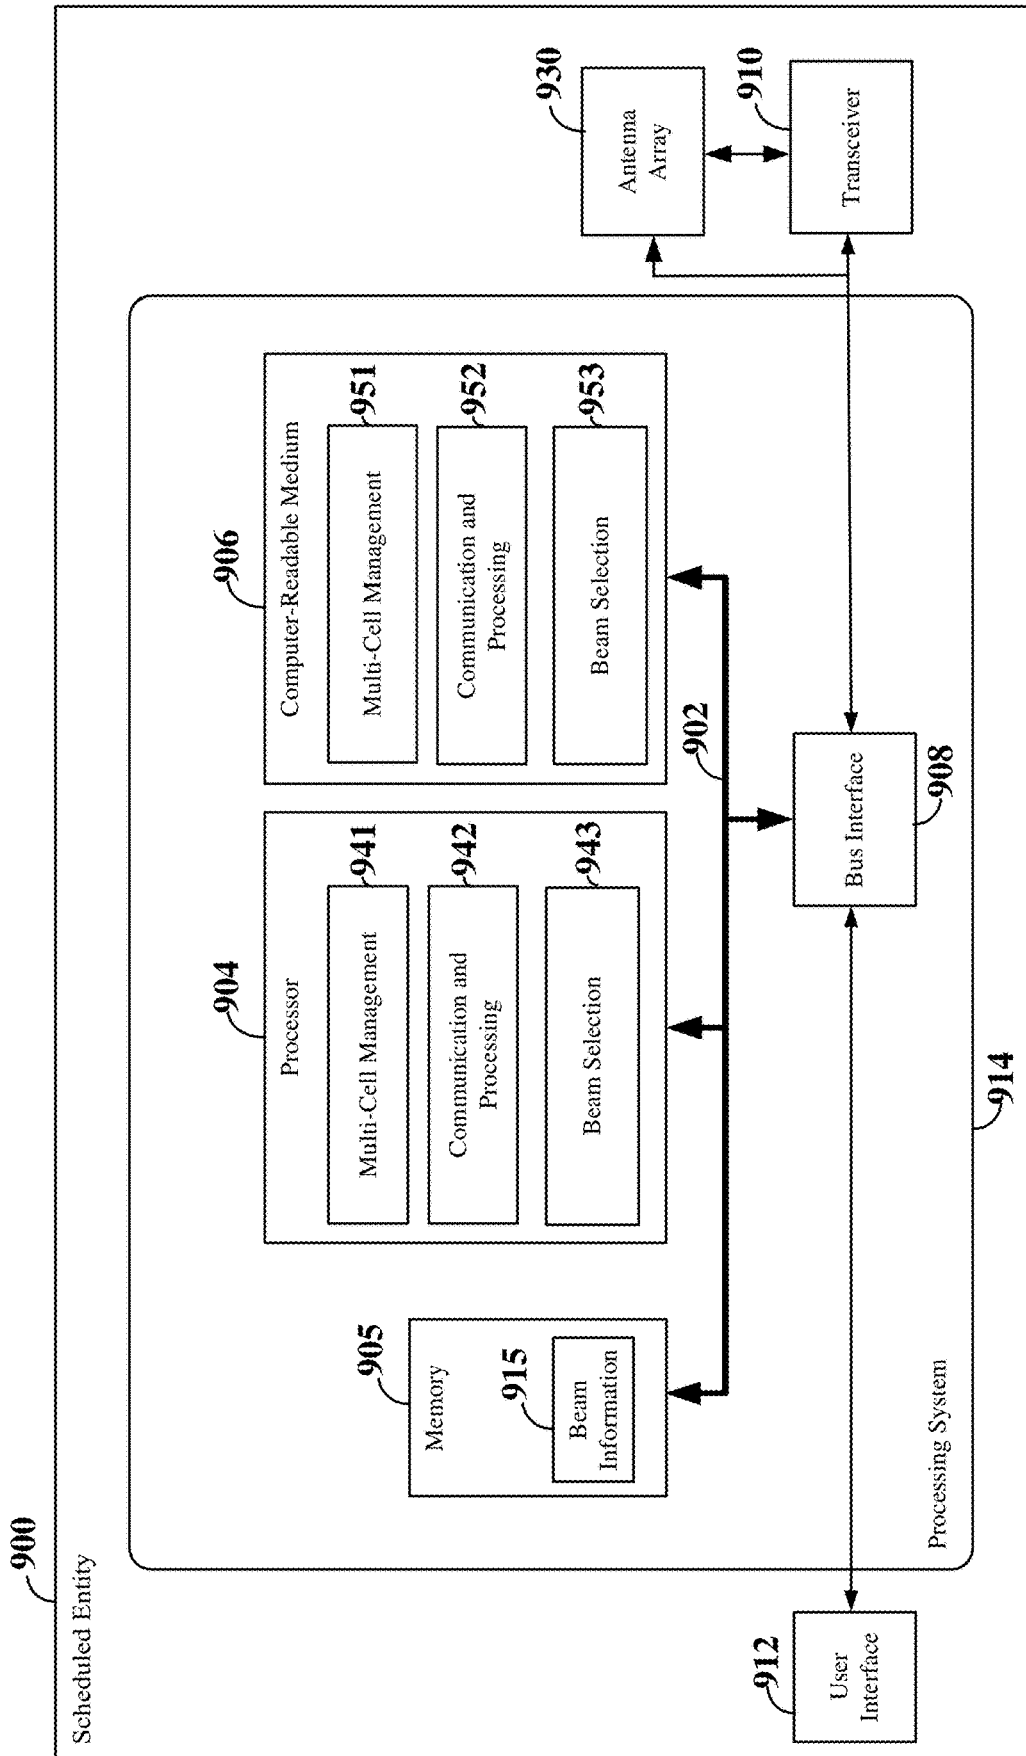 900
Scheduled Entity
905
Memory
915
Beam
Information
904
Processor
Multi-Cell Management
941
Communication and
Processing
942
Beam Selection
943
906
Computer-Readable Medium
Multi-Cell Management
951
Communication and
Processing
952
Beam Selection
953
902
930
Antenna
Array
910
Transceiver
912
User
Interface
Bus Interface
908
Processing System
914